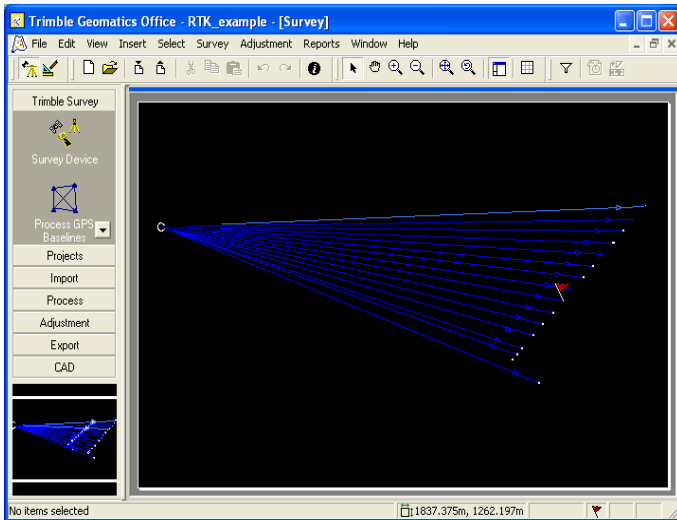 Trimble Geomatics Office - RTK_example - [Survey]
File Edit View Insert Select Survey Adjustment Reports Window Help
Trimble Survey
Survey Device
Process GPS
Baselines
Projects
Import
Process
Adjustment
Export
CAD
No items selected
1837.375m, 1262.197m